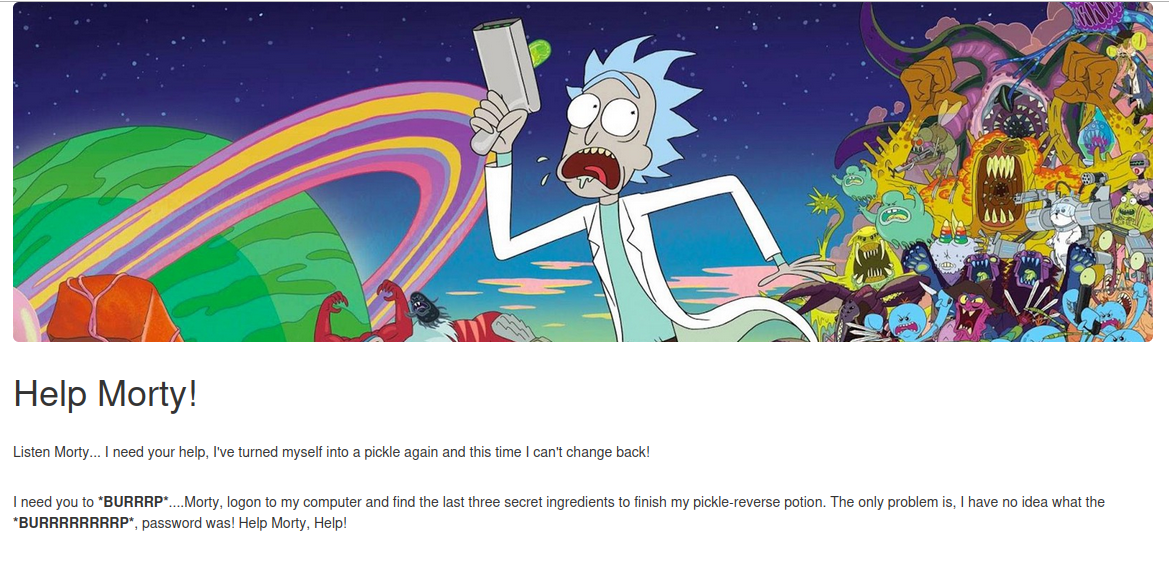 Help Morty!
Listen Morty... I need your help, I've turned myself into a pickle again and this time I can't change back!
I need you to *BURRRP*....Morty, logon to my computer and find the last three secret ingredients to finish my pickle-reverse potion. The only problem is, I have no idea what the
*BURRRRRRRRP*, password was! Help Morty, Help!